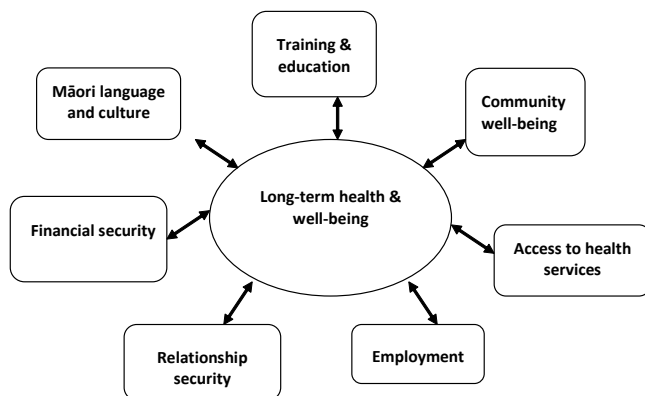 Training &
education
Māori language
and culture
Community
well-being
Long-term health &
well-being
Financial security
Access to health
services
Relationship
security
Employment